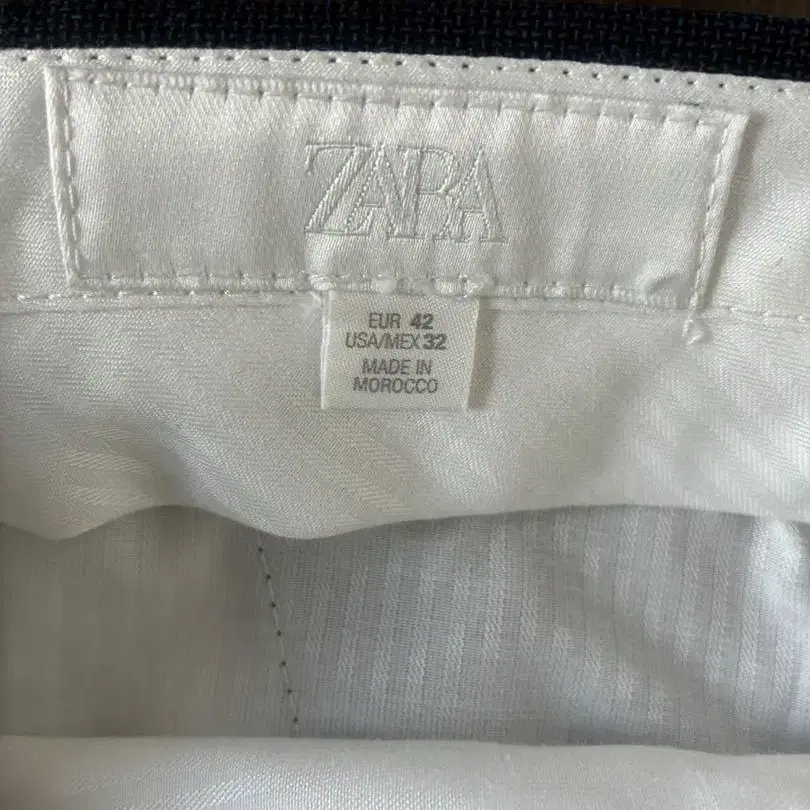 ZARA
EUR 42
USA/MEX 32
MADE IN
MOROCCO